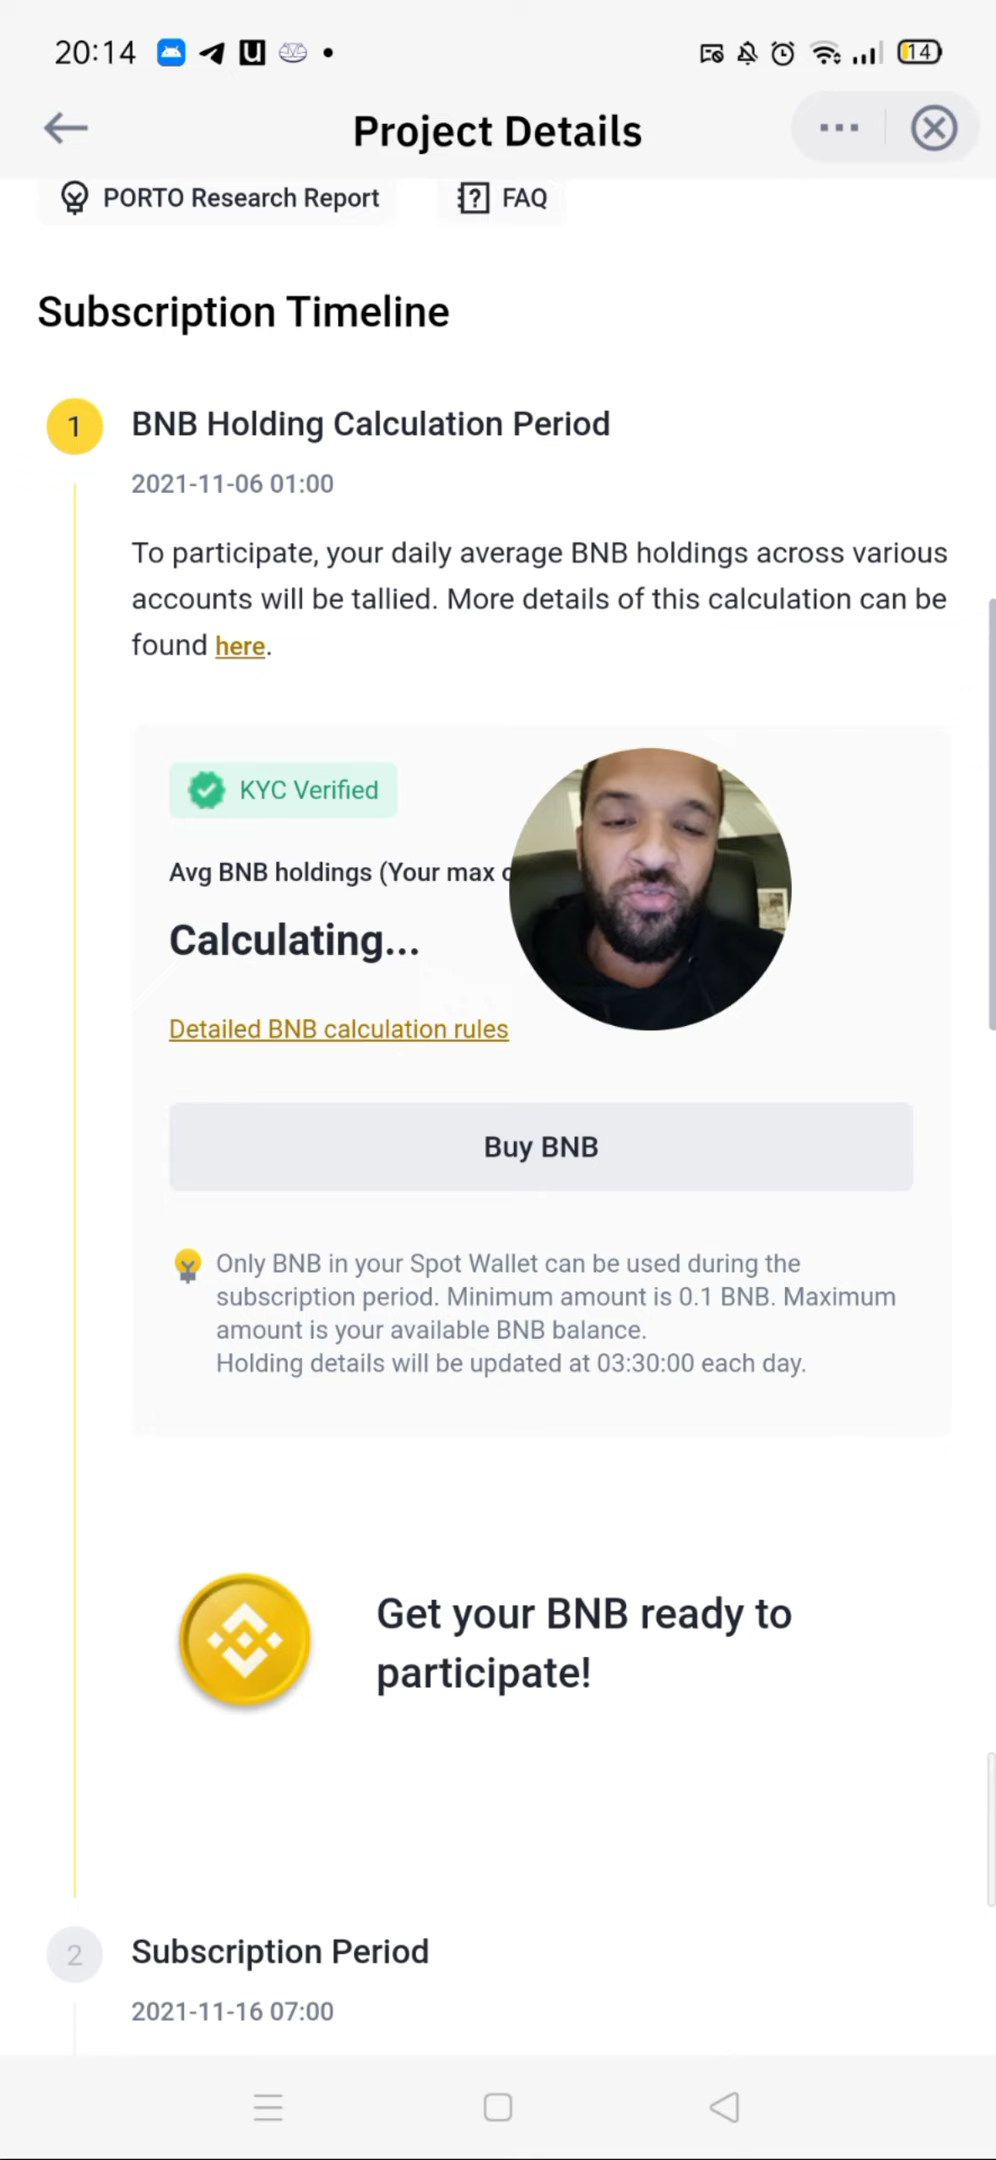 20:14
14
Project Details
PORTO Research Report
FAQ
Subscription Timeline
1
BNB Holding Calculation Period
2021-11-06 01:00
To participate, your daily average BNB holdings across various
accounts will be tallied. More details of this calculation can be
found here.
KYC Verified
Avg BNB holdings (Your max
Calculating...
Detailed BNB calculation rules
Buy BNB
Only BNB in your Spot Wallet can be used during the
subscription period. Minimum amount is 0.1 BNB. Maximum
amount is your available BNB balance.
Holding details will be updated at 03:30:00 each day.
Get your BNB ready to
participate!
2
Subscription Period
2021-11-16 07:00